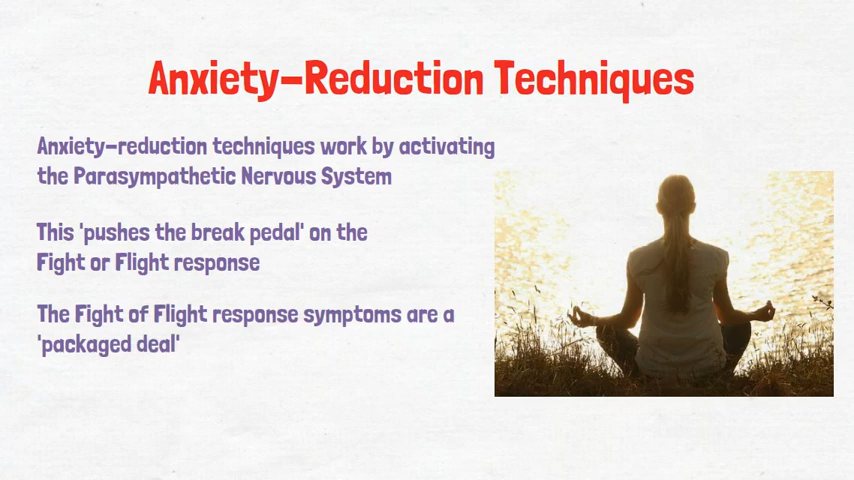 Anxiety-Reduction Techniques
Anxiety-reduction techniques work by activating
the Parasympathetic Nervous System
This 'pushes the break pedal' on the
Fight or Flight response
The Fight of Flight response symptoms are a
'packaged deal'